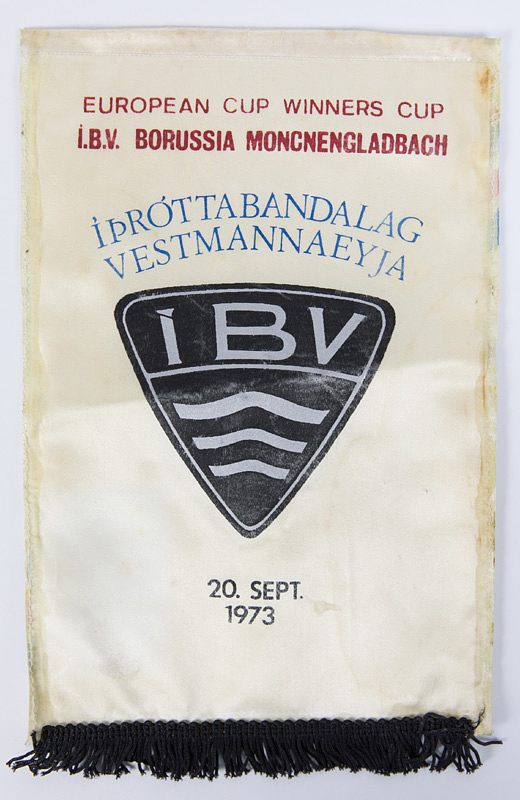 EUROPEAN CUP WINNERS CUP
Í.B.V. BORUSSIA MONCNENGLADBACH
ÍÞRÓTTABANDALAG
VESTMANNAEYJA
ÍBV
20. SEPT.
1973